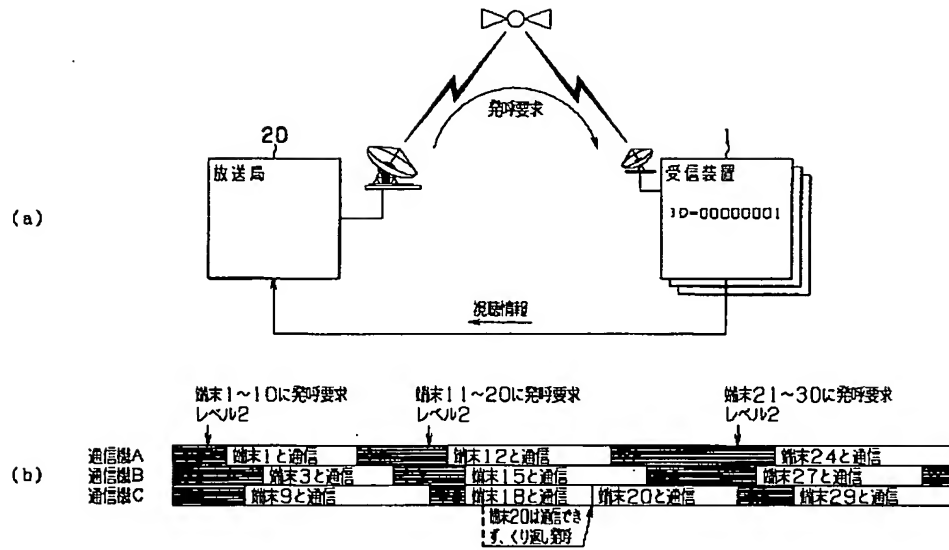 発呼要求
20
放送局
1
受信装置
ID=00000001
(a)
視聴情報
端末1~10に発呼要求
レベル2
端末11~20に発呼要求
レベル2
端末21~30に発呼要求
レベル2
(b)
通信機A 端末1と通信 端末12と通信 端末24と通信
通信機B 端末3と通信 端末15と通信 端末27と通信
通信機C 端末9と通信 端末18と通信 端末20と通信 端末29と通信
端末20は通信でき
ず、くり返し発呼